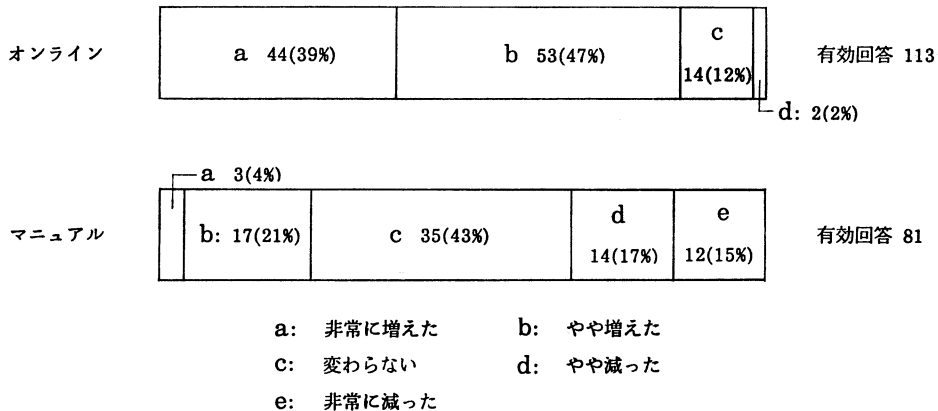 オンライン a 44(39%) b 53(47%) c 14(12%) 有効回答 113
d: 2(2%)
a 3(4%)
マニュアル b: 17(21%) c 35(43%) d 14(17%) e 12(15%) 有効回答 81
a: 非常に増えた b: やや増えた
c: 変わらない d: やや減った
e: 非常に減った